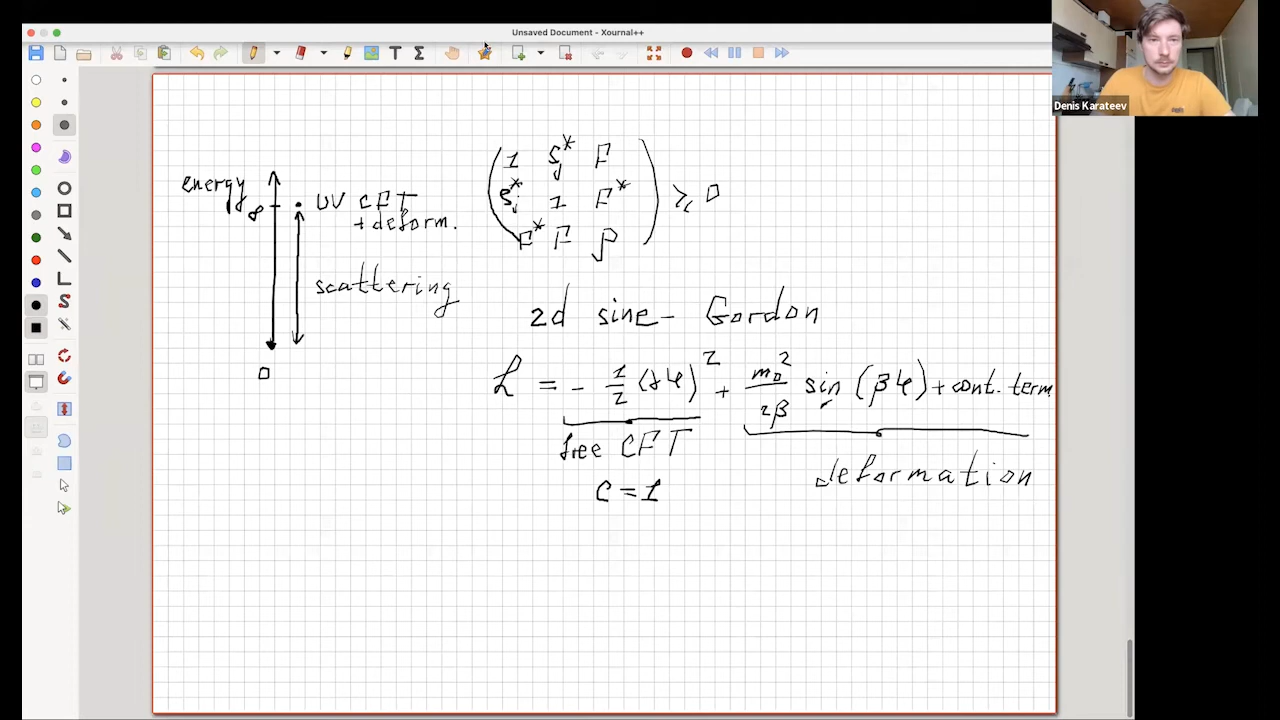 Unsaved Document - Xournal++
Denis Karateev
energy
∞
UV CFT
+ deform.
scattering
0
( 1 S* F
S* 1 F*
F* F ρ ) ≥ 0
2d sine- Gordon
L = - 1/2 (∂φ)² + m₀²/2β sin (βφ) + cont. term
free CFT
c = 1
deformation